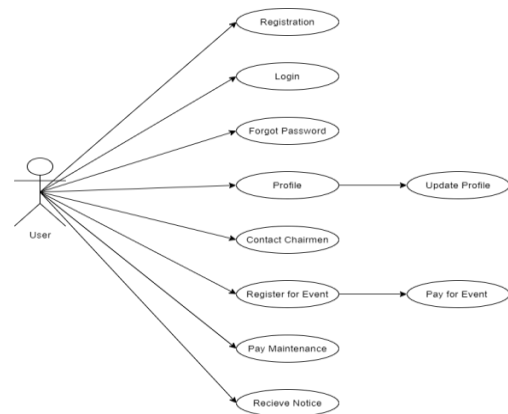 Registration
Login
Forgot Password
Profile
Update Profile
User
Contact Chairmen
Register for Event
Pay for Event
Pay Maintenance
Recieve Notice